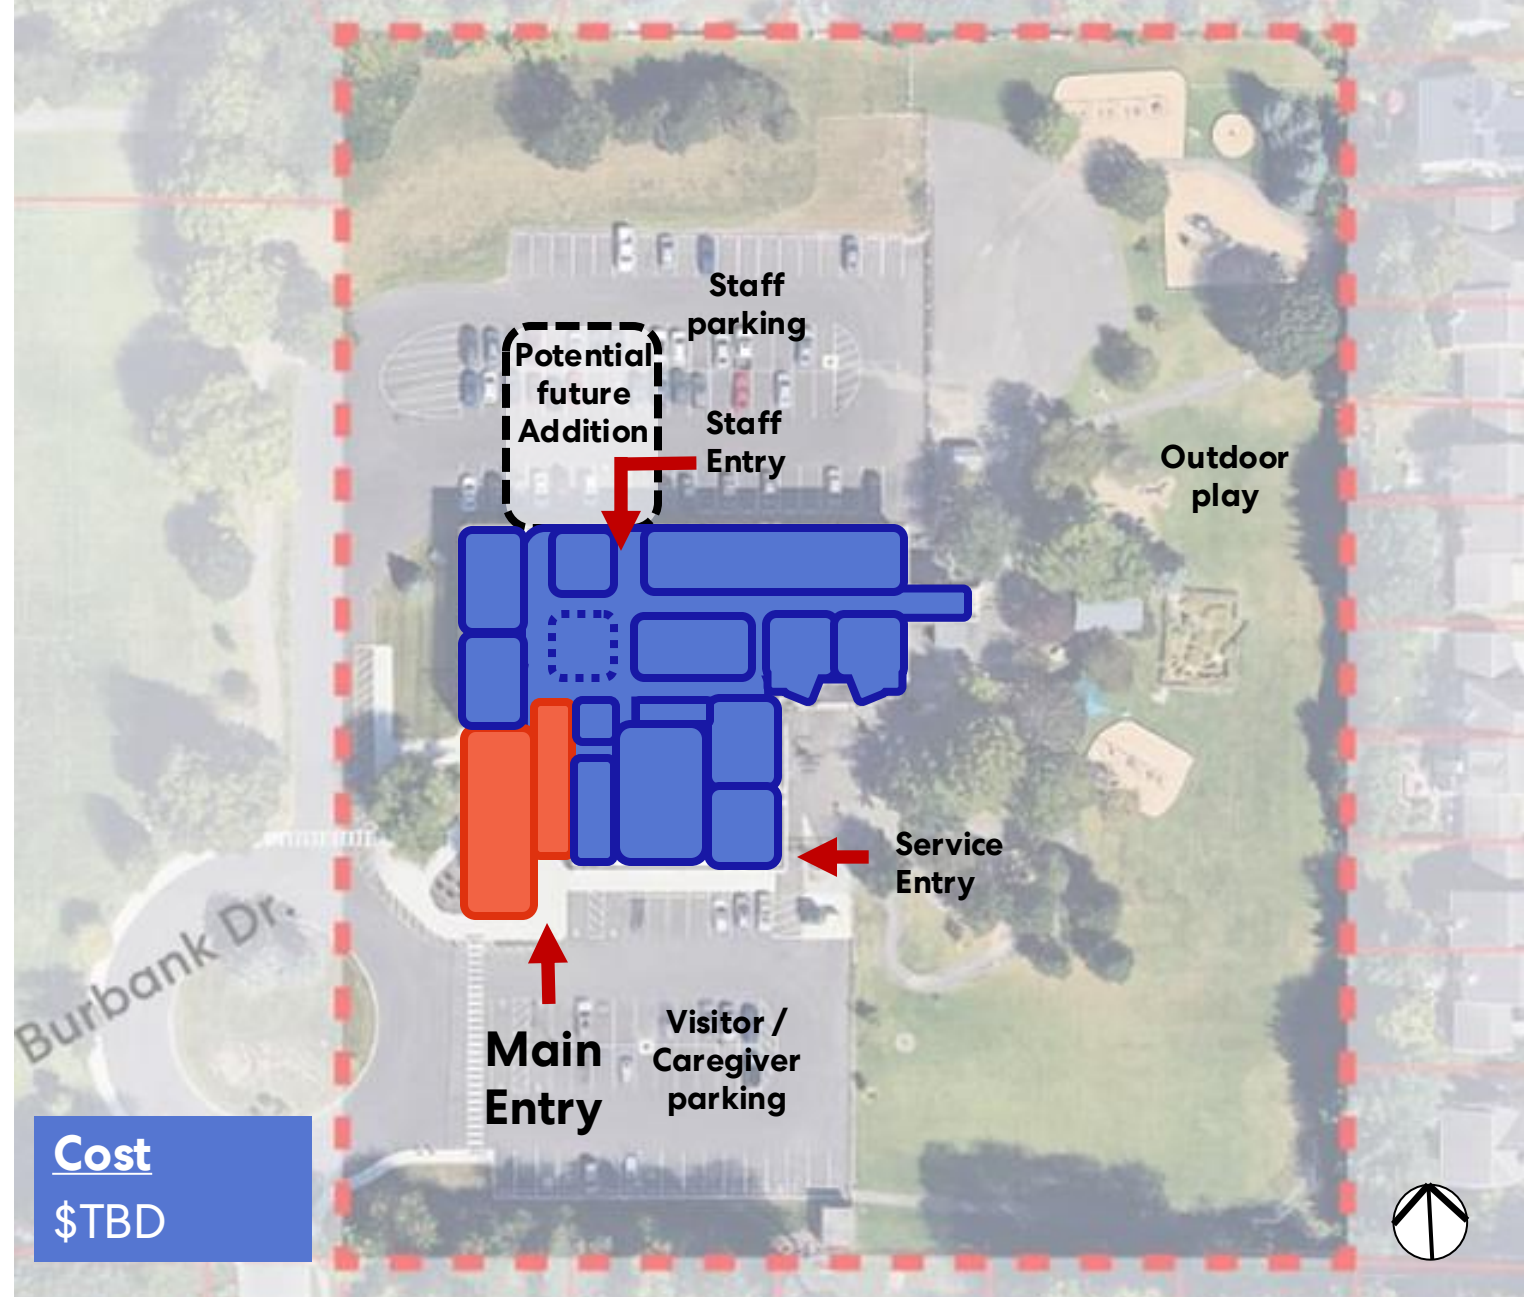 Staff
parking
Potential
future
Addition
Staff
Entry
Outdoor
play
Service
Entry
Burbank Dr.
Main
Entry
Visitor /
Caregiver
parking
Cost
$TBD